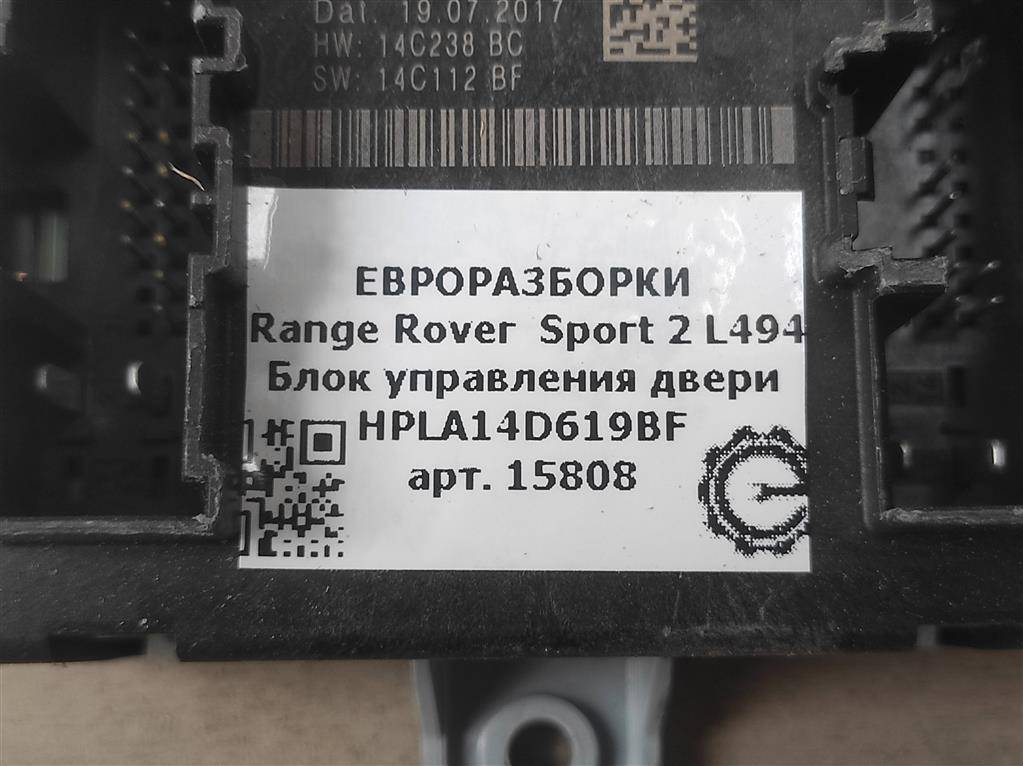 Dat. 19.07.2017
HW: 14C238 BC
SW: 14C112 BF
ЕВРОРАЗБОРКИ
Range Rover Sport 2 L494
Блок управления двери
HPLA14D619BF
арт. 15808